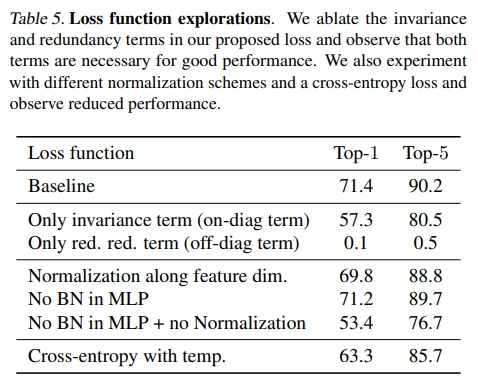 Table 5. Loss function explorations. We ablate the invariance
and redundancy terms in our proposed loss and observe that both
terms are necessary for good performance. We also experiment
with different normalization schemes and a cross-entropy loss and
observe reduced performance.
Loss function Top-1 Top-5
Baseline 71.4 90.2
Only invariance term (on-diag term) 57.3 80.5
Only red. red. term (off-diag term) 0.1 0.5
Normalization along feature dim. 69.8 88.8
No BN in MLP 71.2 89.7
No BN in MLP + no Normalization 53.4 76.7
Cross-entropy with temp. 63.3 85.7